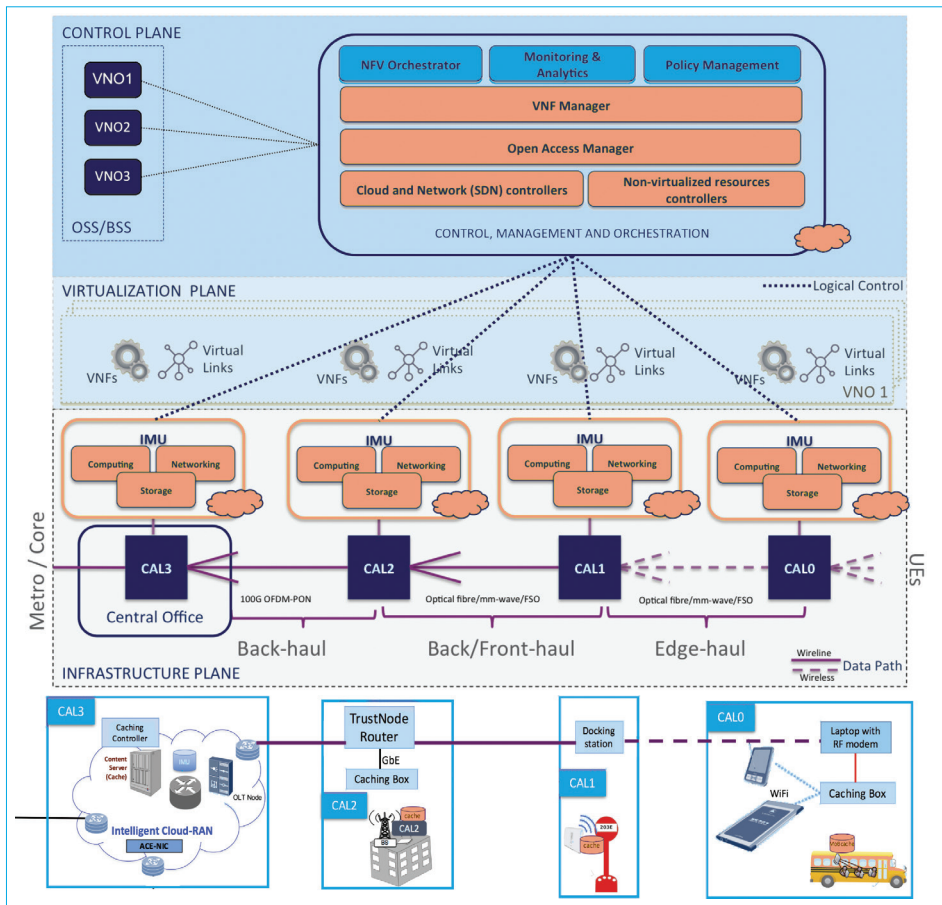 CONTROL PLANE
VNO1
VNO2
VNO3
OSS/BSS
NFV Orchestrator
Monitoring &
Analytics
Policy Management
VNF Manager
Open Access Manager
Cloud and Network (SDN) controllers
Non-virtualized resources
controllers
CONTROL, MANAGEMENT AND ORCHESTRATION
VIRTUALIZATION PLANE
Logical Control
VNFs
Virtual
Links
VNFs
Virtual
Links
VNFs
Virtual
Links
VNFs
Virtual
Links
VNO 1
IMU
Computing
Networking
Storage
IMU
Computing
Networking
Storage
IMU
Computing
Networking
Storage
IMU
Computing
Networking
Storage
Metro / Core
CAL3
Central Office
CAL2
CAL1
CAL0
UEs
100G OFDM-PON
Optical fibre/mm-wave/FSO
Optical fibre/mm-wave/FSO
Back-haul
Back/Front-haul
Edge-haul
Wireline
Data Path
Wireless
INFRASTRUCTURE PLANE
CAL3
Caching
Controller
Content
Server
(Cache)
IMU
OLT Node
Intelligent Cloud-RAN
ACE-NIC
TrustNode
Router
GbE
Caching Box
CAL2
cache
CAL2
BB
Docking
station
CAL1
203E
cache
CAL0
Laptop with
RF modem
WiFi
Caching Box